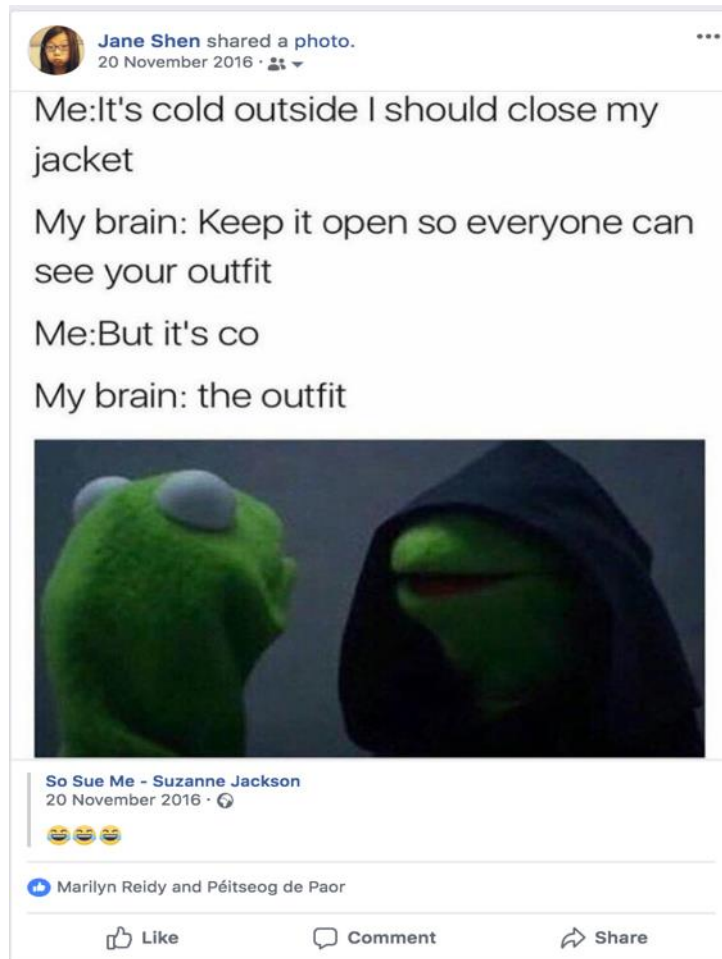 Jane Shen shared a photo.
20 November 2016 ·
Me:It's cold outside I should close my
jacket
My brain: Keep it open so everyone can
see your outfit
Me:But it's co
My brain: the outfit
So Sue Me - Suzanne Jackson
20 November 2016 ·
😂😂😂
Marilyn Reidy and Péitseog de Paor
Like Comment Share